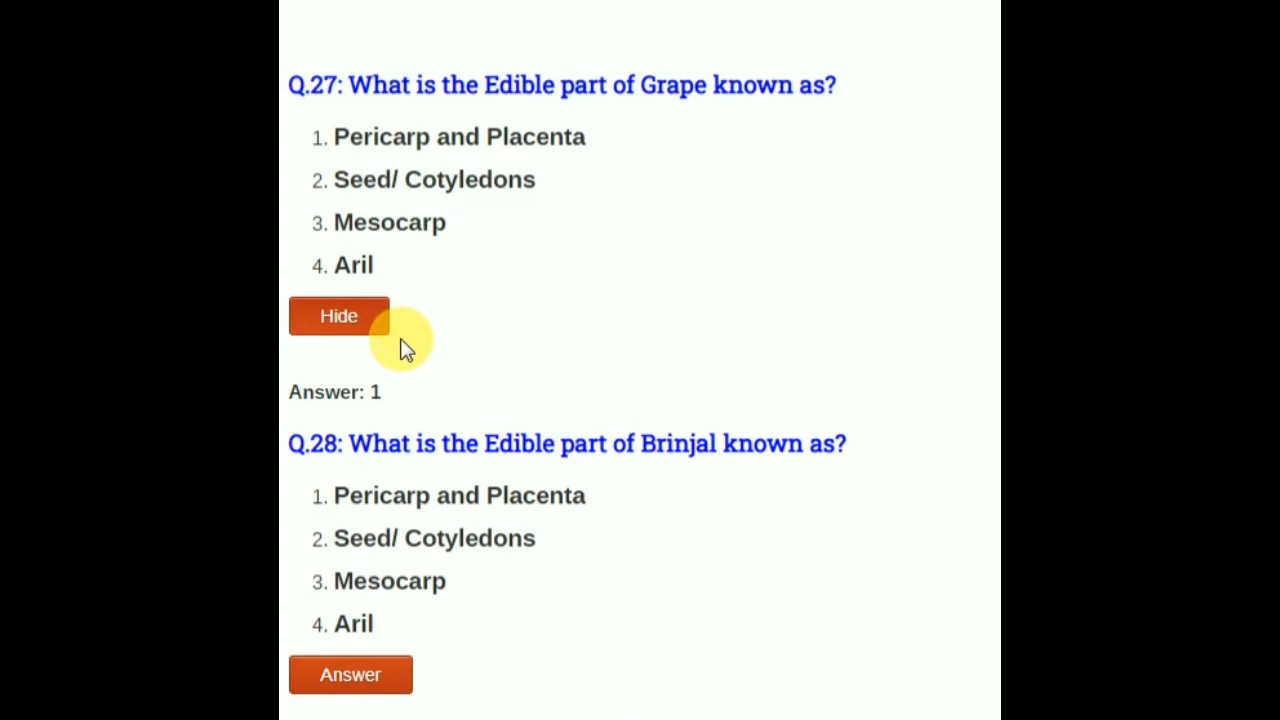 Q.27: What is the Edible part of Grape known as?
1. Pericarp and Placenta
2. Seed/ Cotyledons
3. Mesocarp
4. Aril
Hide
Answer: 1
Q.28: What is the Edible part of Brinjal known as?
1. Pericarp and Placenta
2. Seed/ Cotyledons
3. Mesocarp
4. Aril
Answer